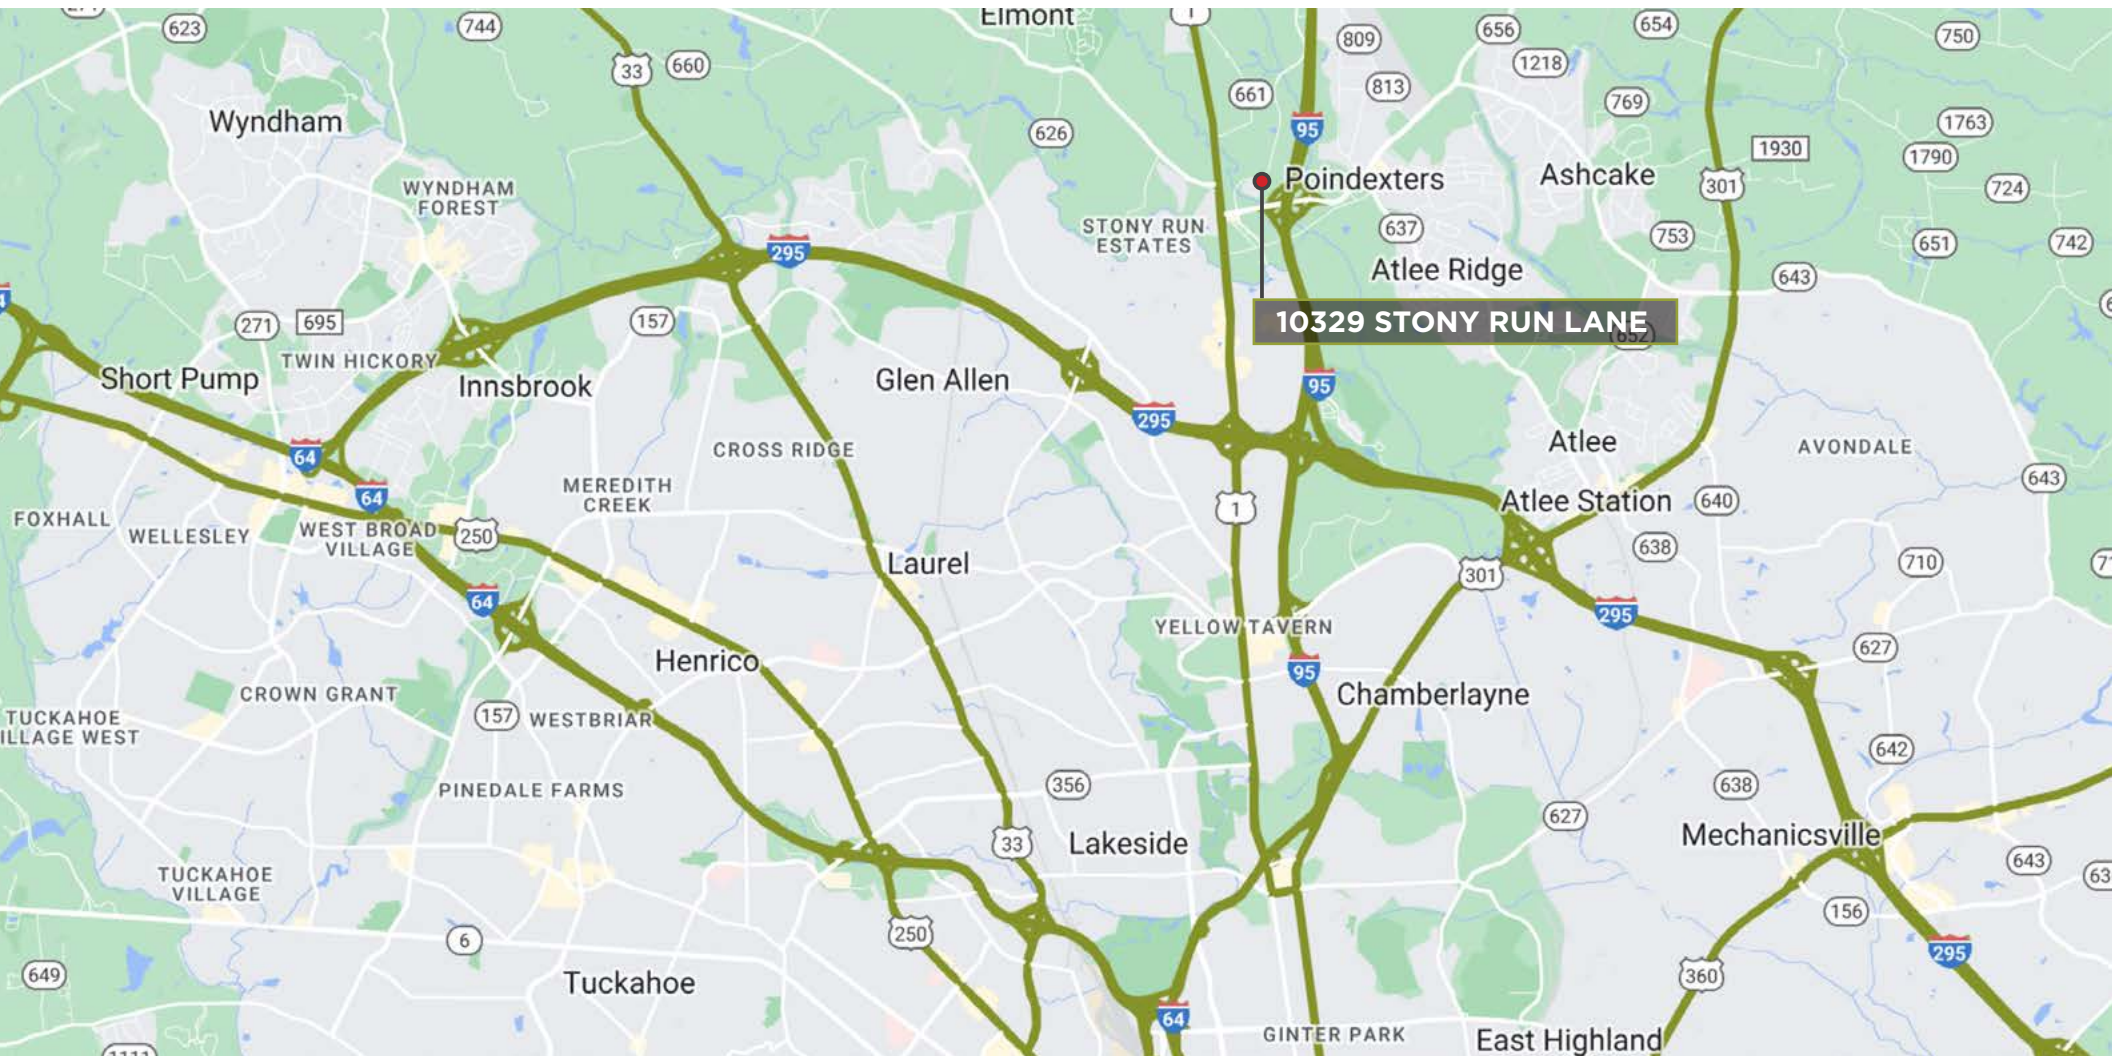 Elmont
1
623
744
33
660
809
656
654
750
1218
661
813
769
Wyndham
626
95
1763
1930
1790
WYNDHAM
FOREST
Poindexters
Ashcake
301
724
STONY RUN
ESTATES
637
753
651
742
295
Atlee Ridge
643
271
695
157
10329 STONY RUN LANE
652
TWIN HICKORY
Short Pump
Innsbrook
Glen Allen
95
295
64
CROSS RIDGE
Atlee
AVONDALE
643
64
MEREDITH
CREEK
1
Atlee Station
640
FOXHALL
WELLESLEY
WEST BROAD
VILLAGE
250
638
Laurel
301
710
64
295
YELLOW TAVERN
627
Henrico
95
CROWN GRANT
Chamberlayne
TUCKAHOE
ILLAGE WEST
157
WESTBRIAR
642
PINEDALE FARMS
356
638
627
33
Lakeside
Mechanicsville
643
TUCKAHOE
VILLAGE
63
156
250
6
295
649
Tuckahoe
360
64
GINTER PARK
East Highland
1111